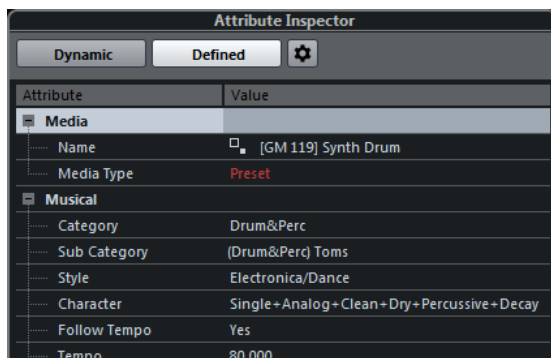 Attribute Inspector
Dynamic Defined
Attribute Value
Media
Name [GM 119] Synth Drum
Media Type Preset
Musical
Category Drum&Perc
Sub Category (Drum&Perc) Toms
Style Electronica/Dance
Character Single+Analog+Clean+Dry+Percussive+Decay
Follow Tempo Yes
Tempo 80.000